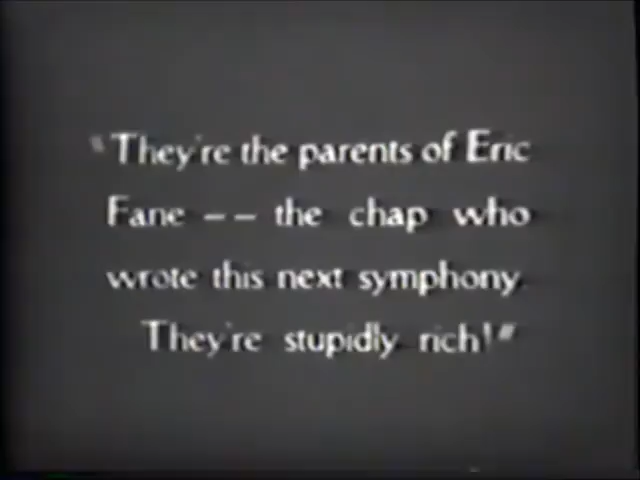 "They're the parents of Eric
Fane -- the chap who
wrote this next symphony.
They're stupidly rich!"